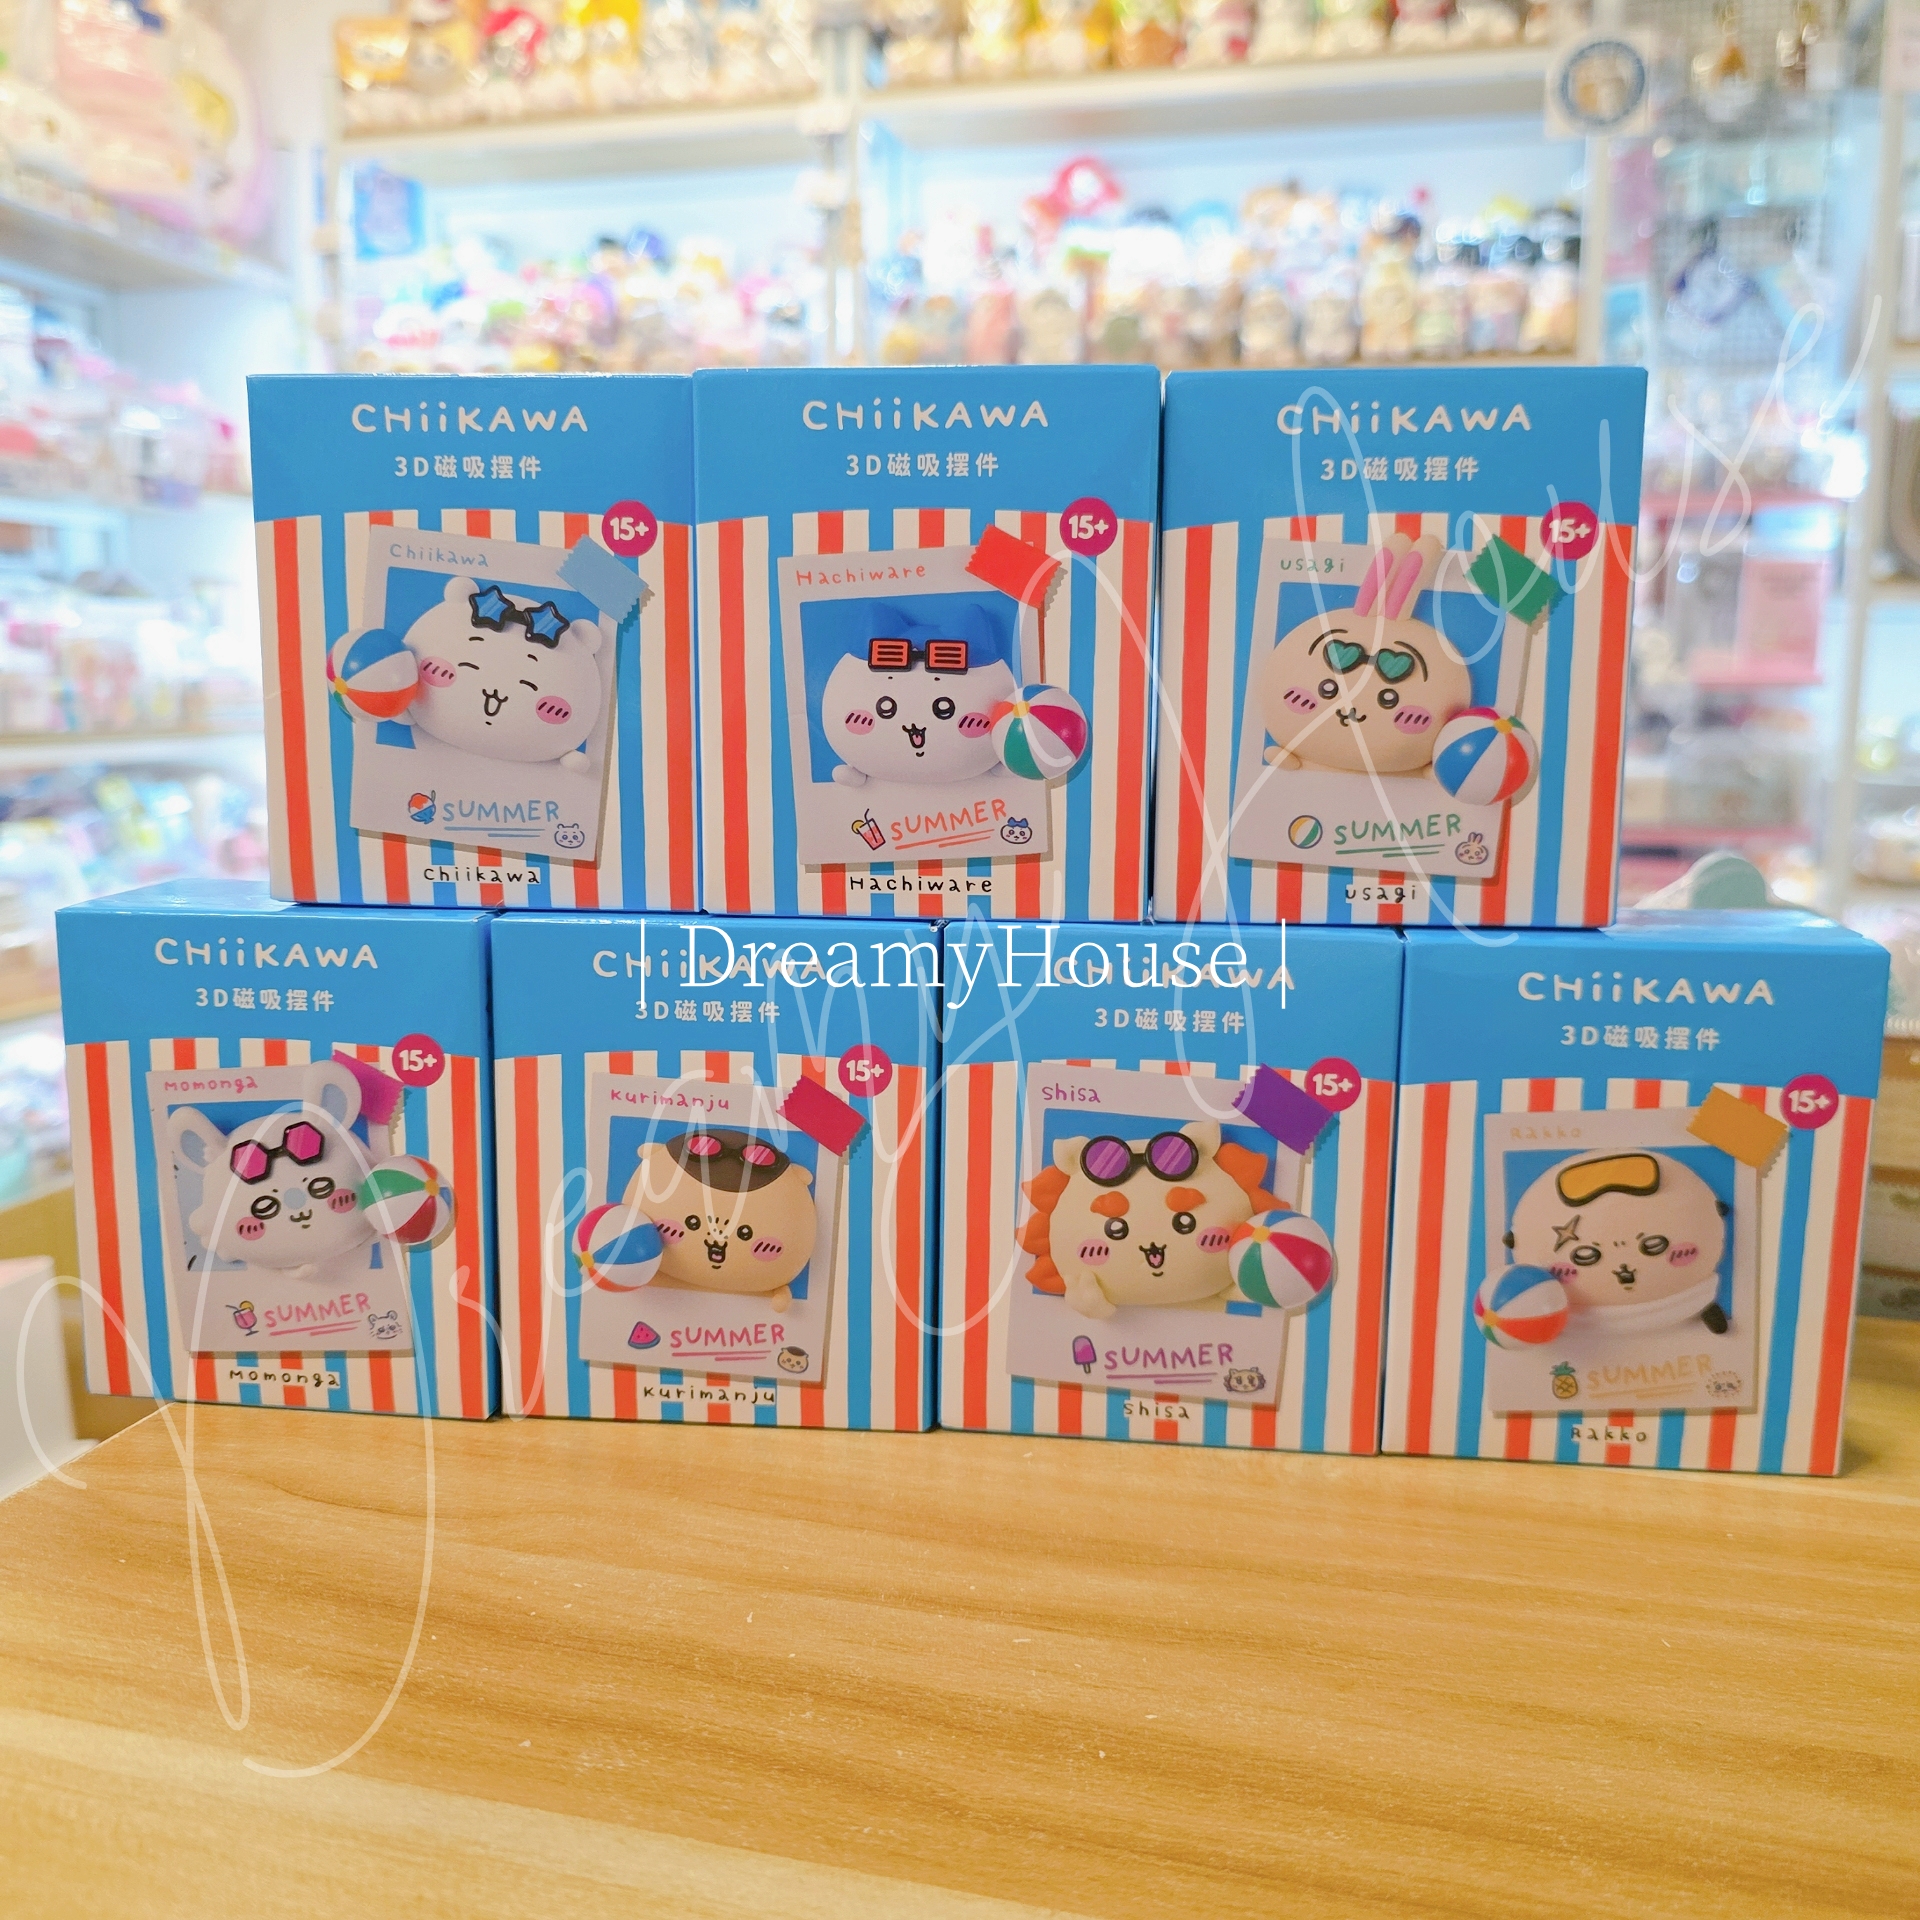 CHiiKAWA
3D磁吸摆件
15+
Chiikawa
SUMMER
Chiikawa
CHiiKAWA
3D磁吸摆件
15+
Hachiware
SUMMER
Hachiware
CHiiKAWA
3D磁吸摆件
15+
usagi
SUMMER
usagi
| DreamyHouse |
Dreamy House
CHiiKAWA
3D磁吸摆件
15+
Momonga
SUMMER
Momonga
CHiiKAWA
3D磁吸摆件
15+
Kurimanju
SUMMER
Kurimanju
CHiiKAWA
3D磁吸摆件
15+
Shisa
SUMMER
Shisa
CHiiKAWA
3D磁吸摆件
15+
Rakko
SUMMER
Rakko